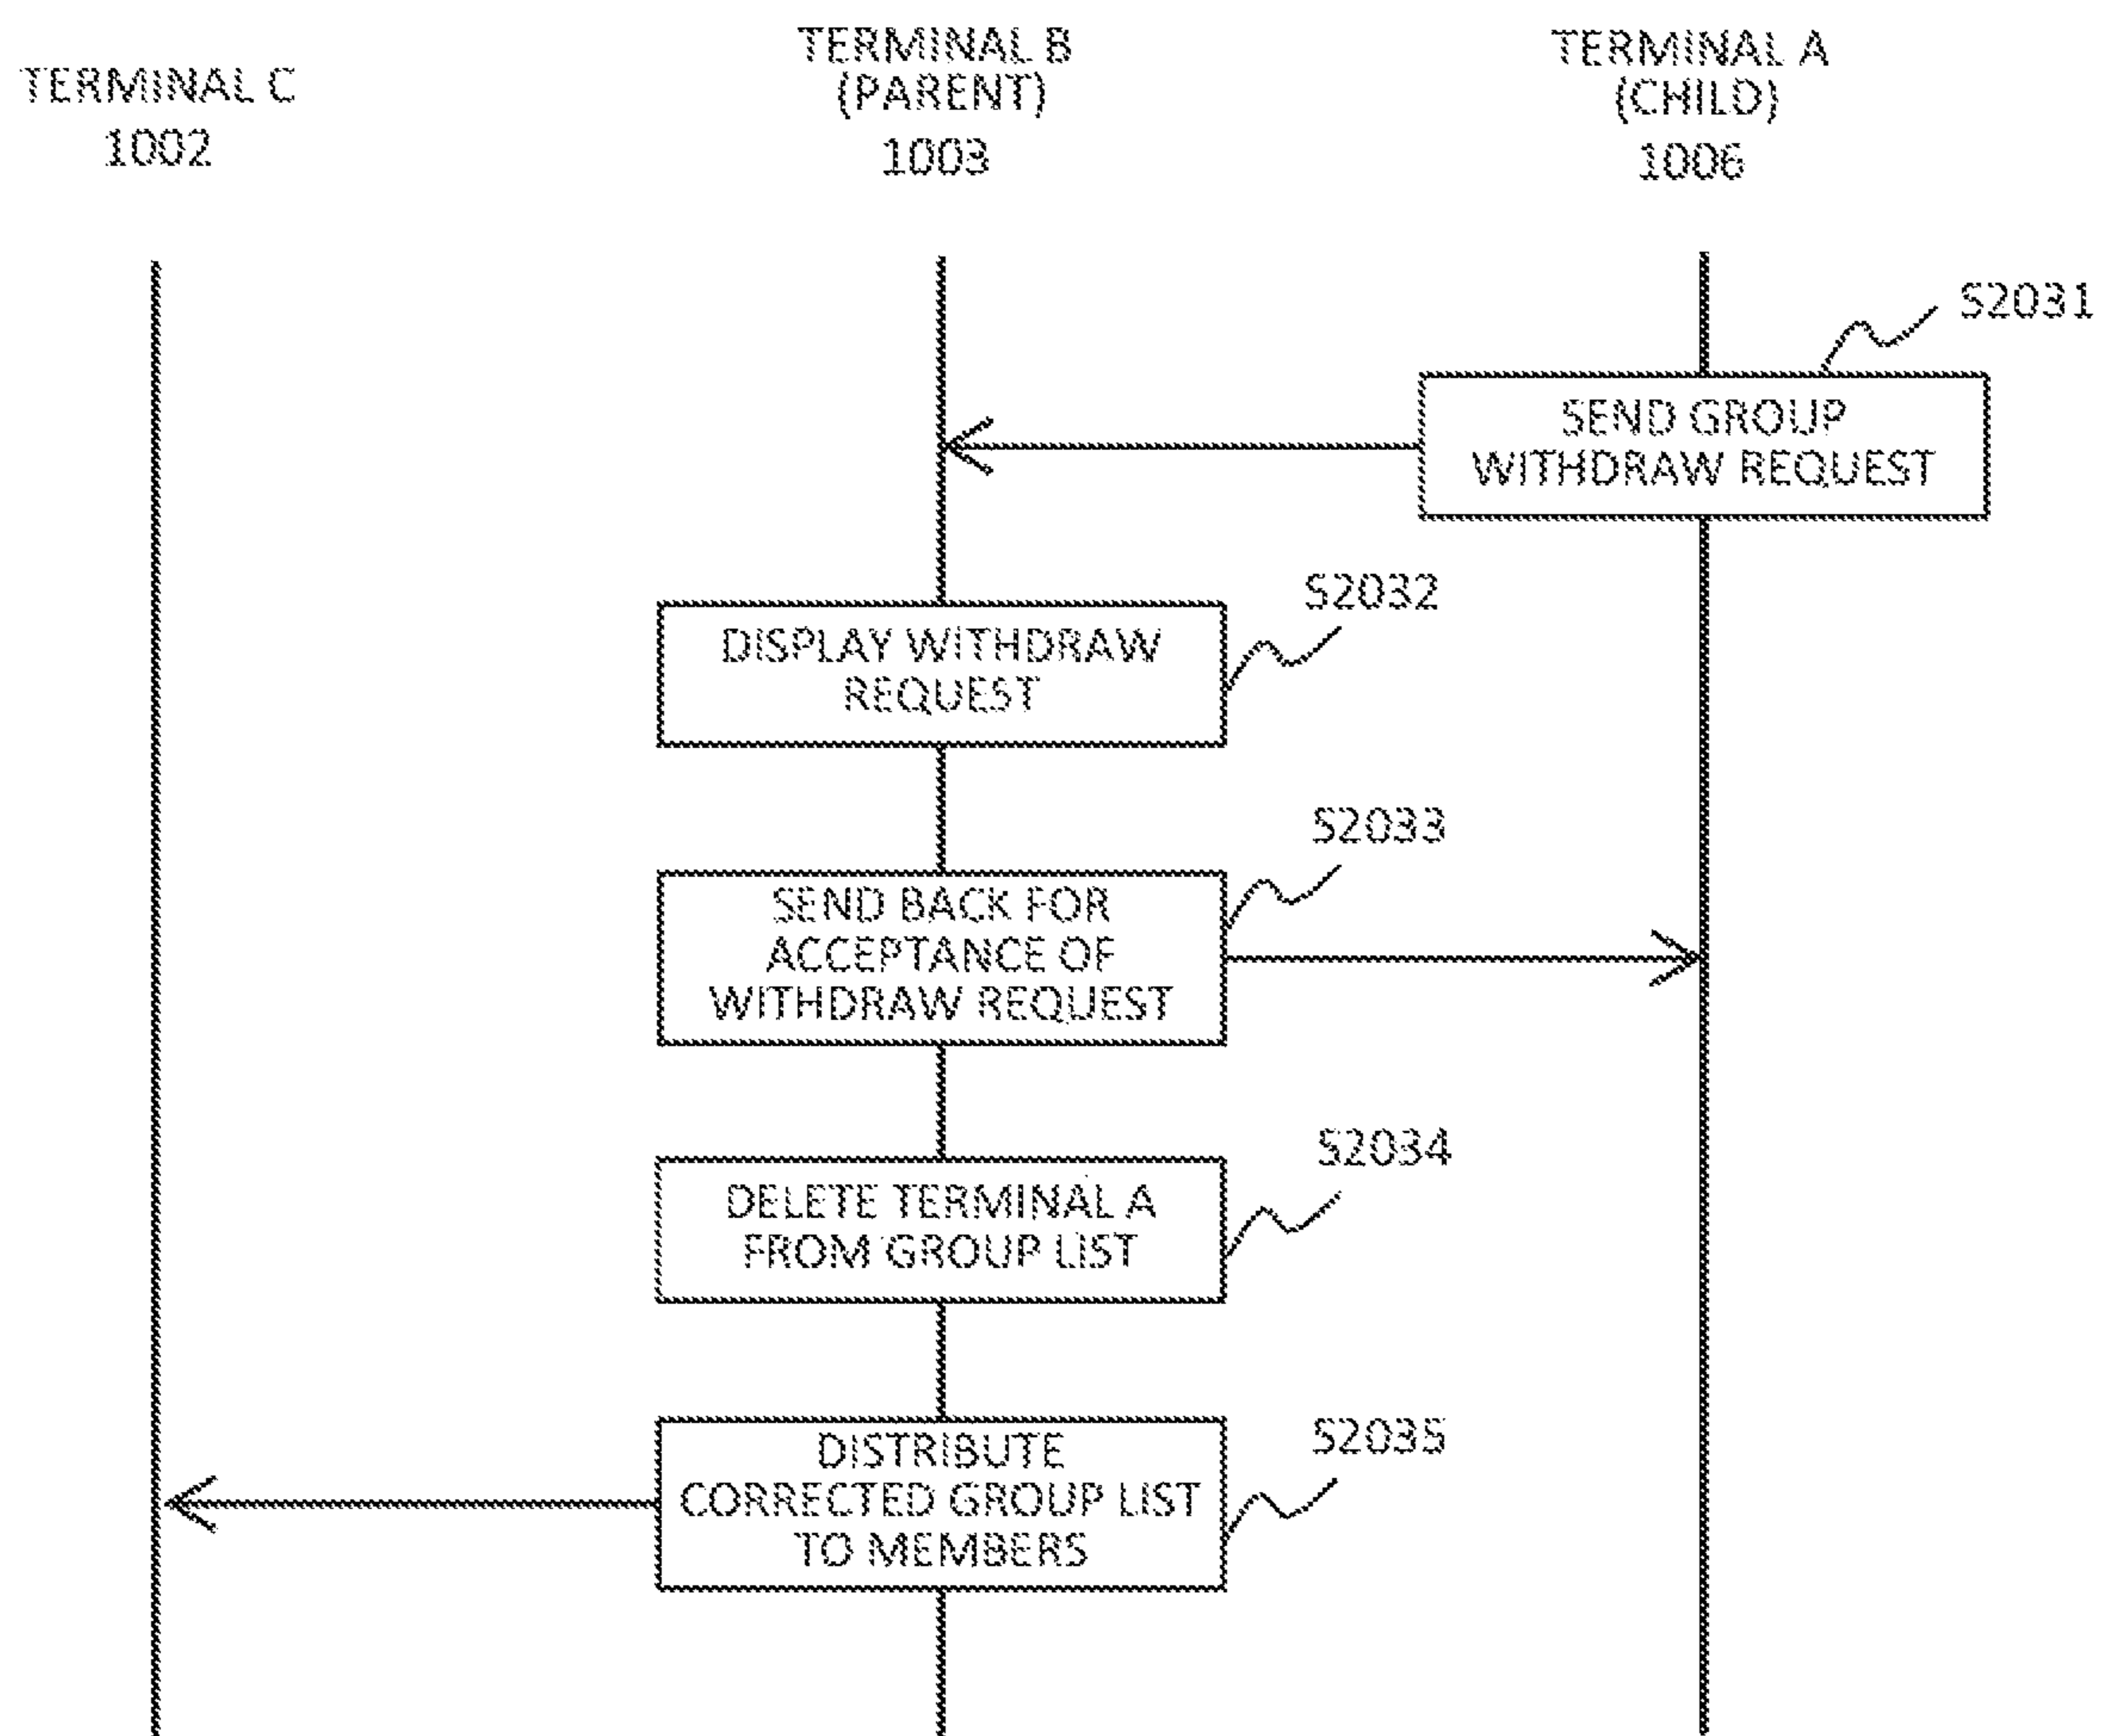 TERMINAL C
1002
TERMINAL B
(PARENT)
1003
TERMINAL A
(CHILD)
1006
S2031
SEND GROUP
WITHDRAW REQUEST
S2032
DISPLAY WITHDRAW
REQUEST
S2033
SEND BACK FOR
ACCEPTANCE OF
WITHDRAW REQUEST
S2034
DELETE TERMINAL A
FROM GROUP LIST
S2035
DISTRIBUTE
CORRECTED GROUP LIST
TO MEMBERS